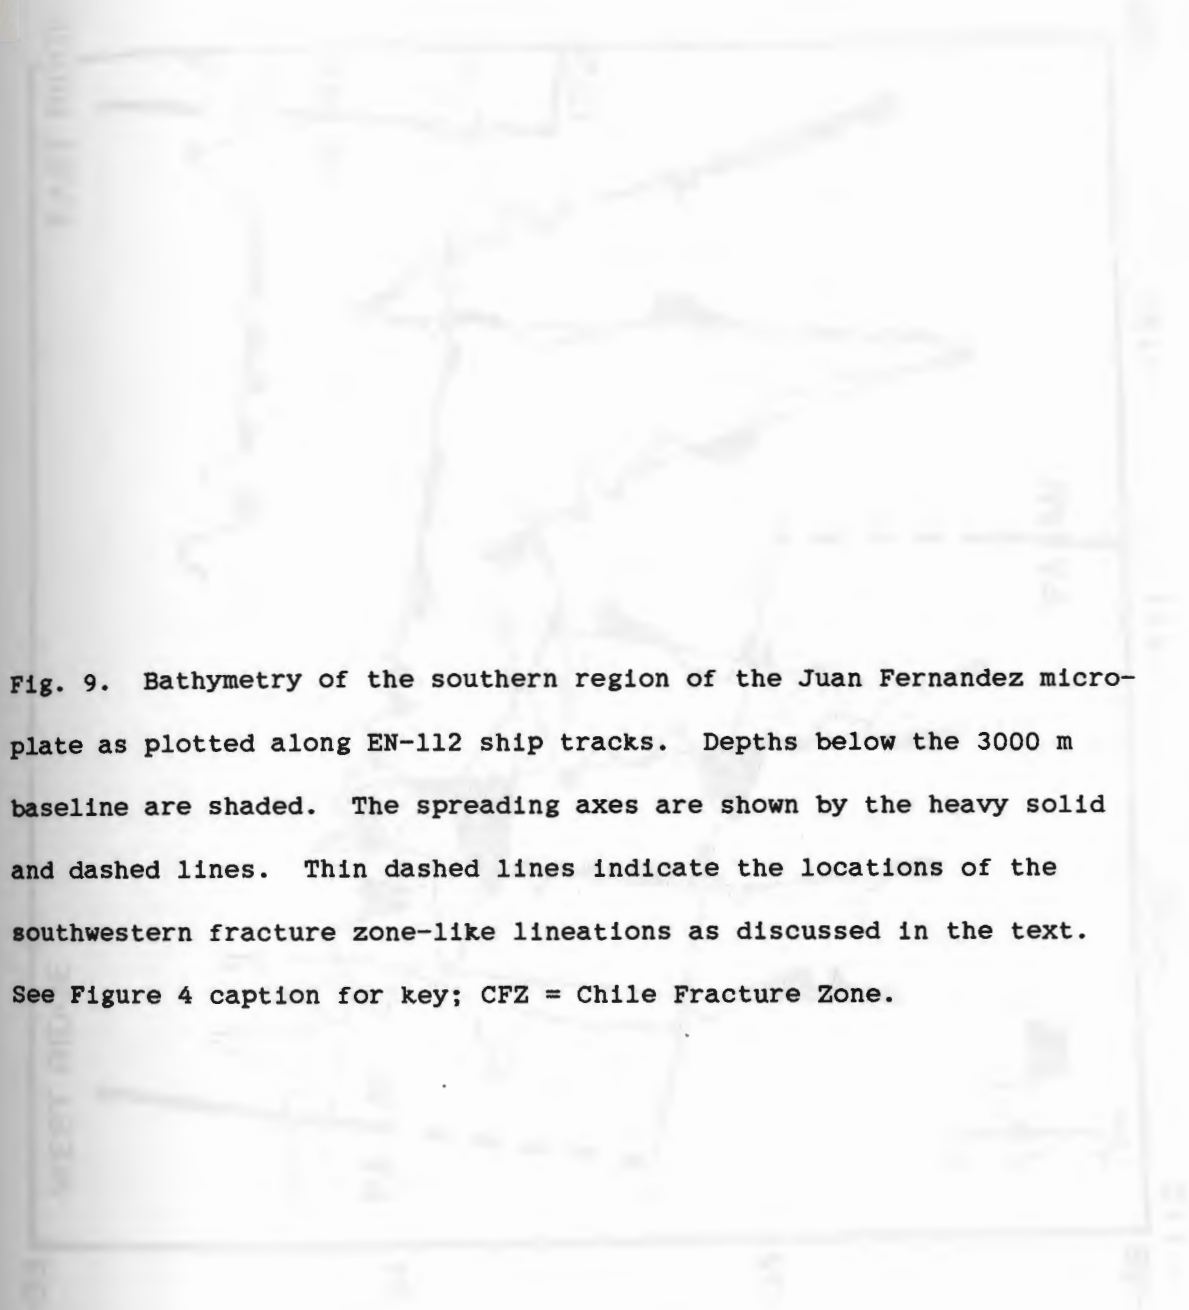 Fig. 9.  Bathymetry of the southern region of the Juan Fernandez micro-
plate as plotted along EN-112 ship tracks.  Depths below the 3000 m
baseline are shaded.  The spreading axes are shown by the heavy solid
and dashed lines.  Thin dashed lines indicate the locations of the
southwestern fracture zone-like lineations as discussed in the text.
See Figure 4 caption for key; CFZ = Chile Fracture Zone.